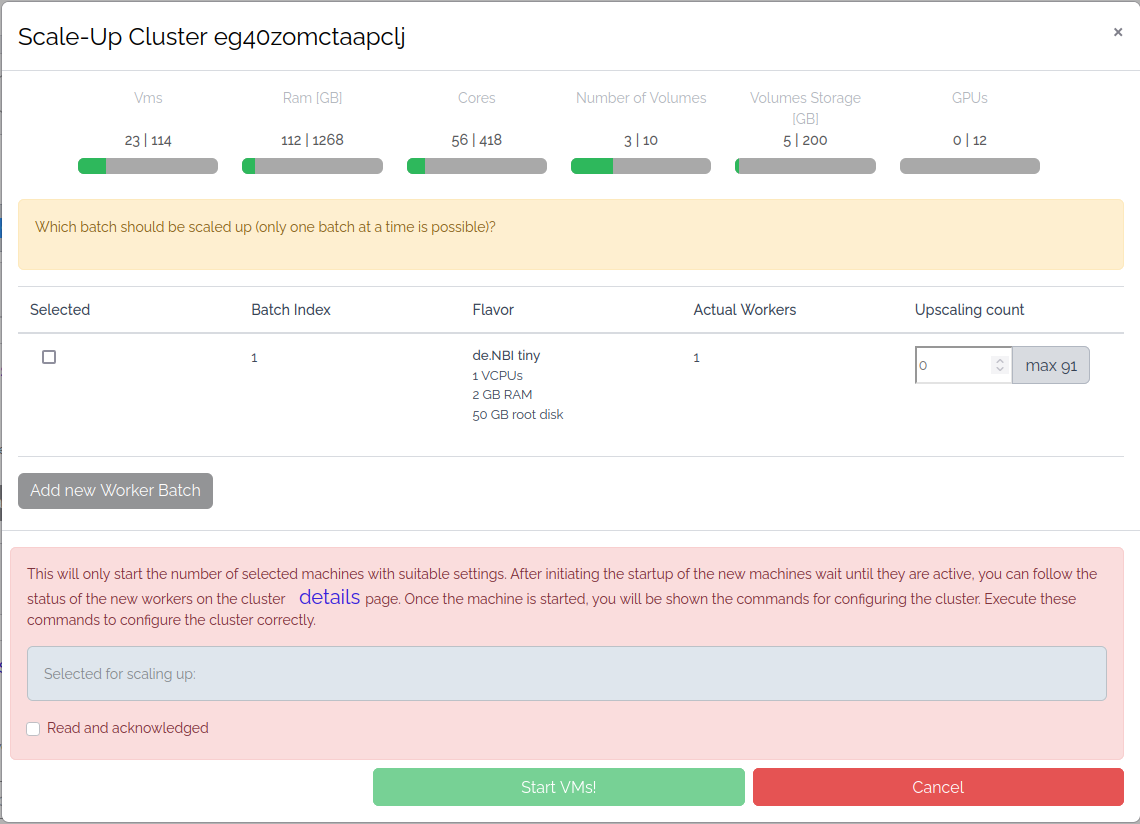 Scale-Up Cluster eg40zomctaapclj
×
Vms
Ram [GB]
Cores
Number of Volumes
Volumes Storage
[GB]
GPUs
23 | 114
112 | 1268
56 | 418
3 | 10
5 | 200
0 | 12
Which batch should be scaled up (only one batch at a time is possible)?
Selected
Batch Index
Flavor
Actual Workers
Upscaling count
1
de.NBI tiny
1 VCPUs
2 GB RAM
50 GB root disk
1
0
max 91
Add new Worker Batch
This will only start the number of selected machines with suitable settings. After initiating the startup of the new machines wait until they are active, you can follow the
status of the new workers on the cluster details page. Once the machine is started, you will be shown the commands for configuring the cluster. Execute these
commands to configure the cluster correctly.
Selected for scaling up:
Read and acknowledged
Start VMs!
Cancel